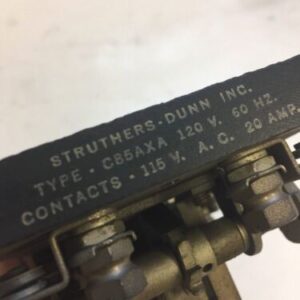 STRUTHERS-DUNN INC.
TYPE - C85AXA 120 V. 60 HZ.
CONTACTS - 115 V. A. C. 20 AMP.